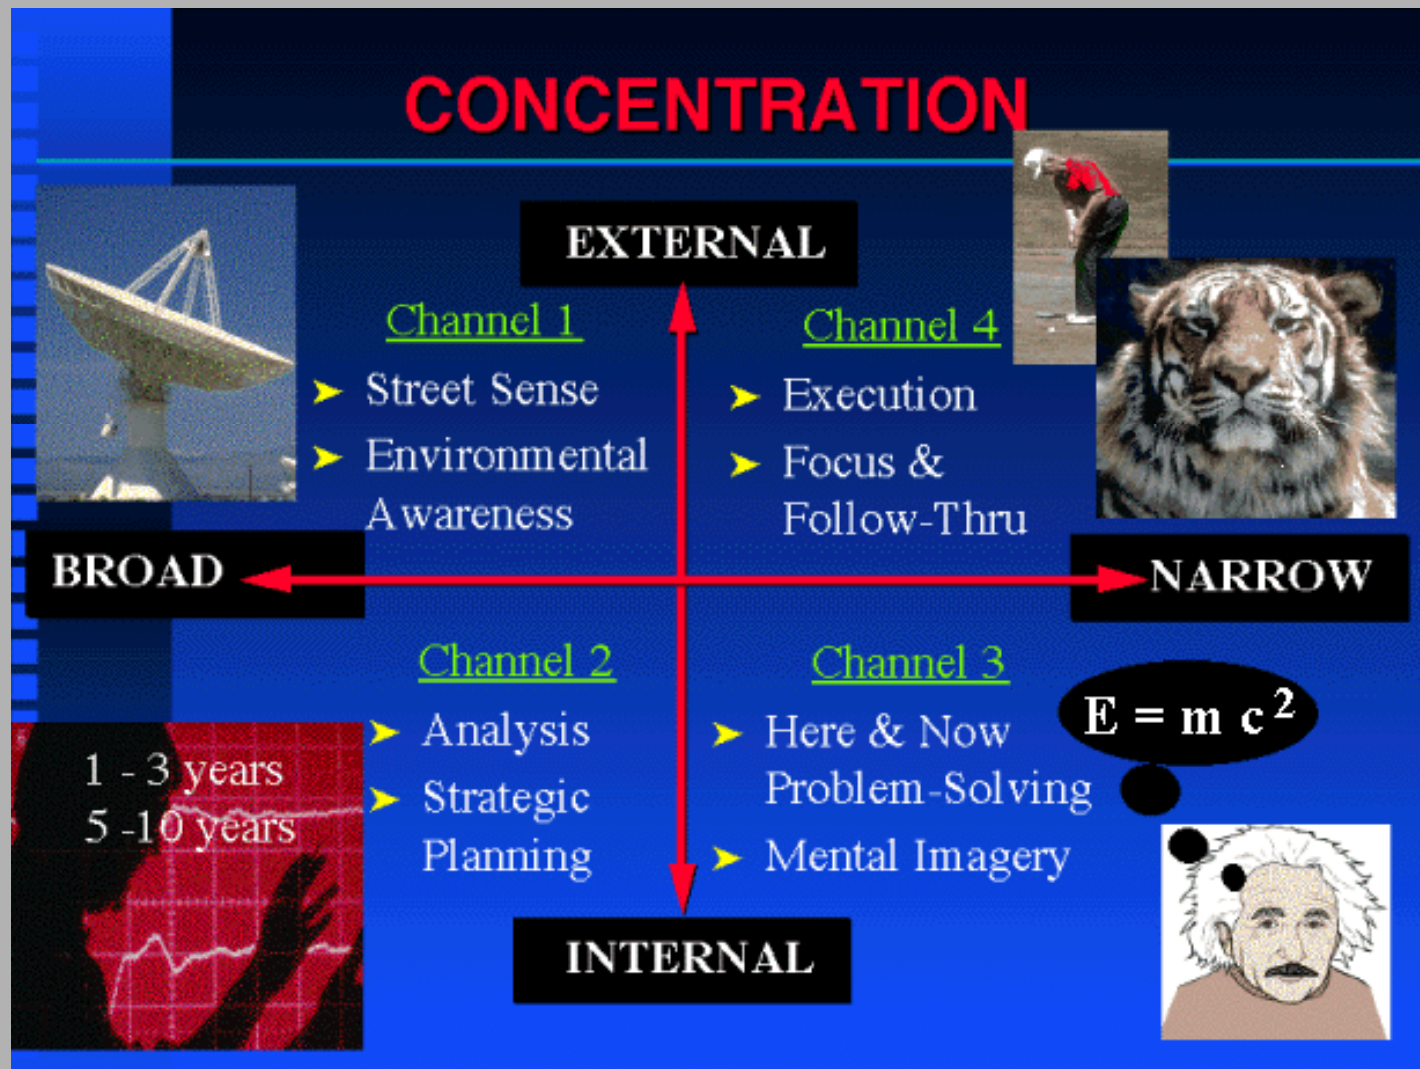 CONCENTRATION
EXTERNAL
Channel 1
Street Sense
Environmental
Awareness
Channel 4
Execution
Focus &
Follow-Thru
BROAD
NARROW
Channel 2
Analysis
Strategic
Planning
1 - 3 years
5 -10 years
Channel 3
Here & Now
Problem-Solving
Mental Imagery
E = m c²
INTERNAL